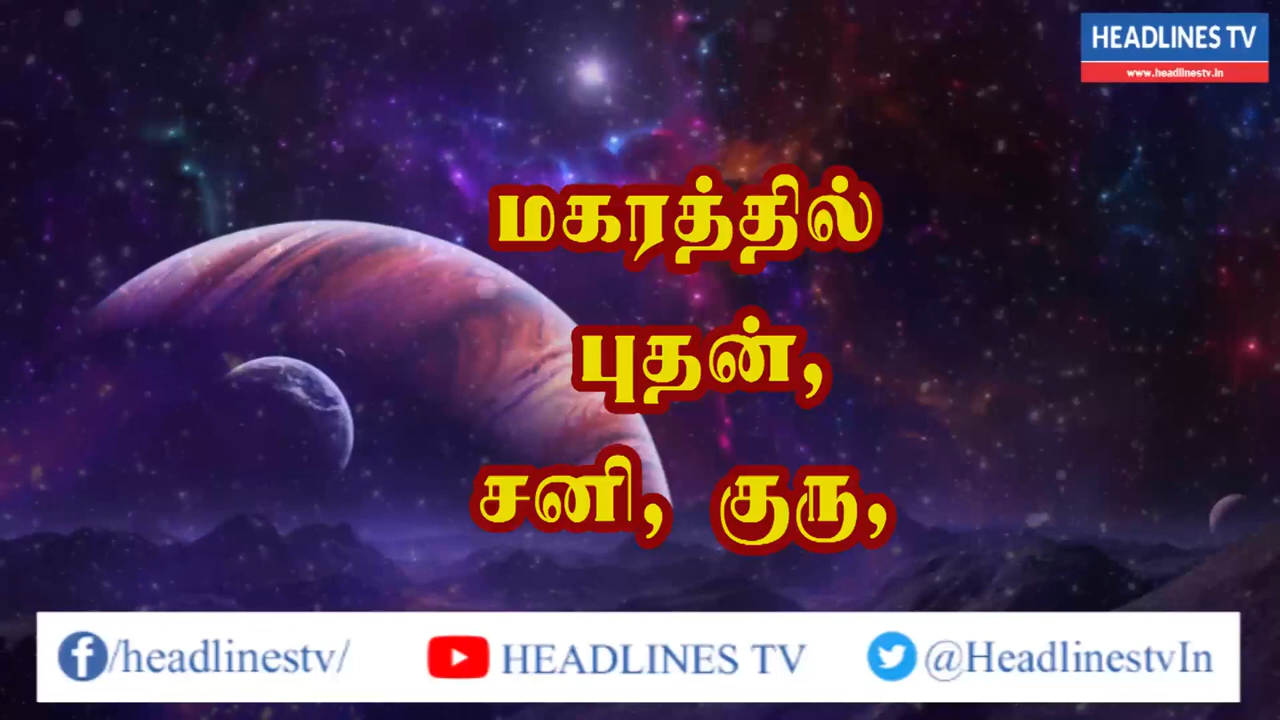 HEADLINES TV
www.headlinestv.in
மகரத்தில்
புதன்,
சனி, குரு,
/headlinestv/
HEADLINES TV
@HeadlinestvIn